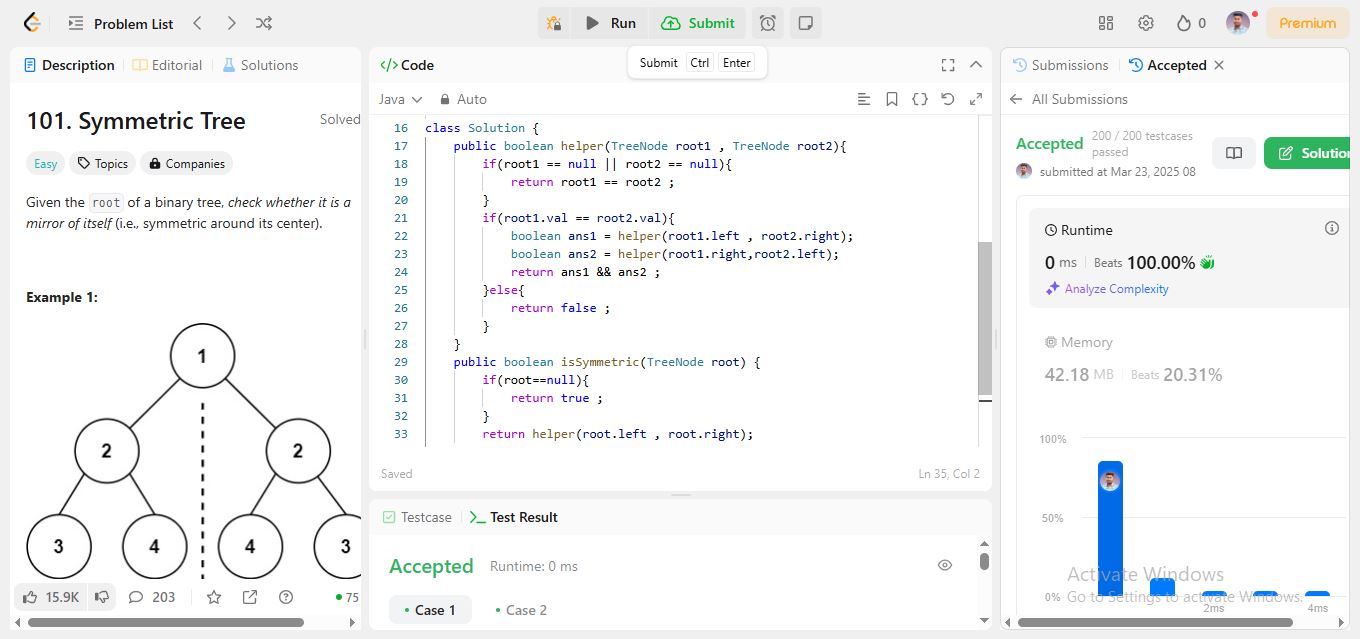 Problem List
Run
Submit
0
Premium
Description
Editorial
Solutions
101. Symmetric Tree
Solved
Easy
Topics
Companies
Given the root of a binary tree, check whether it is a
mirror of itself (i.e., symmetric around its center).
Example 1:
1
2 2
3 4 4 3
15.9K
203
75
</> Code
Submit Ctrl Enter
Java
Auto
16 class Solution {
17 public boolean helper(TreeNode root1 , TreeNode root2){
18 if(root1 == null || root2 == null){
19 return root1 == root2 ;
20 }
21 if(root1.val == root2.val){
22 boolean ans1 = helper(root1.left , root2.right);
23 boolean ans2 = helper(root1.right,root2.left);
24 return ans1 && ans2 ;
25 }else{
26 return false ;
27 }
28 }
29 public boolean isSymmetric(TreeNode root) {
30 if(root==null){
31 return true ;
32 }
33 return helper(root.left , root.right);
Saved
Ln 35, Col 2
Testcase
Test Result
Accepted Runtime: 0 ms
Case 1
Case 2
Submissions
Accepted
All Submissions
Accepted
200 / 200 testcases
passed
submitted at Mar 23, 2025 08
Solution
Runtime
0 ms Beats 100.00%
Analyze Complexity
Memory
42.18 MB Beats 20.31%
100%
50%
0%
2ms
4ms
Activate Windows
Go to Settings to activate Windows.